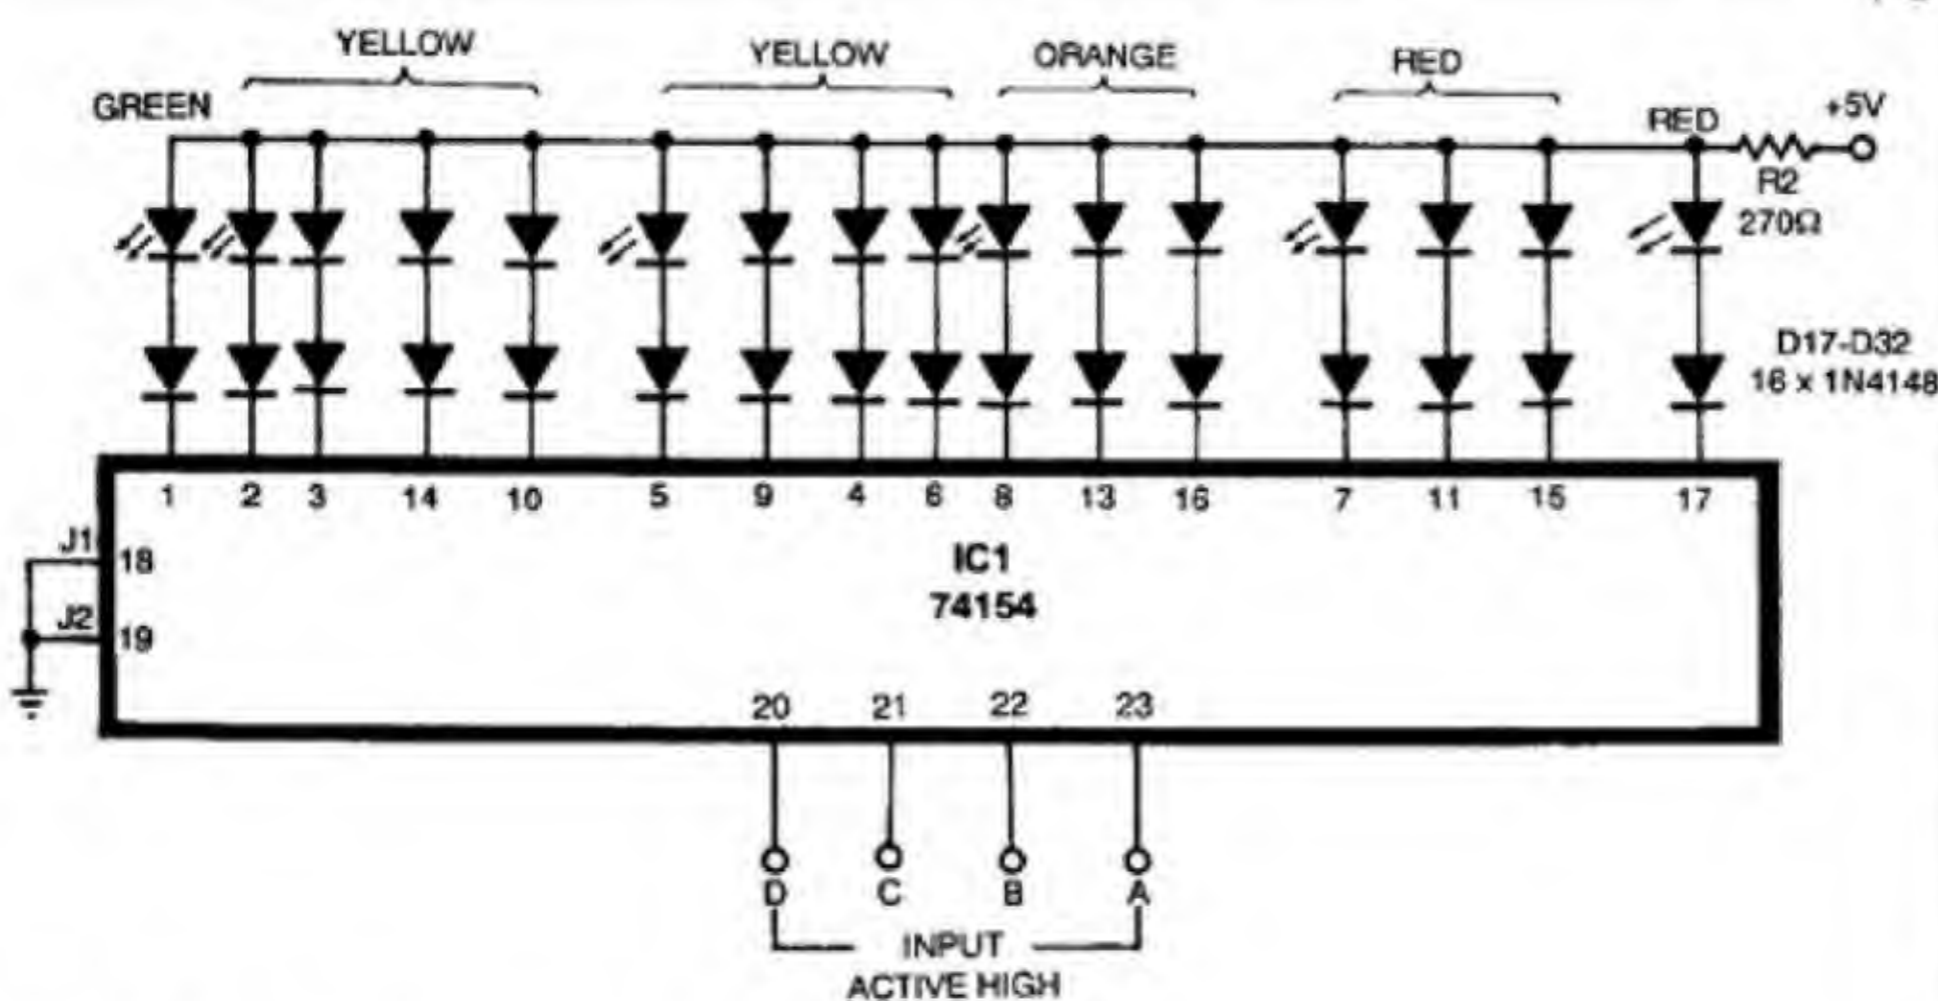 YELLOW YELLOW ORANGE RED
GREEN RED +5V
R2
270Ω
D17-D32
16 x 1N4148
1 2 3 14 10 5 9 4 6 8 13 16 7 11 15 17
J1 18
IC1
74154
J2 19
20 21 22 23
D C B A
INPUT
ACTIVE HIGH